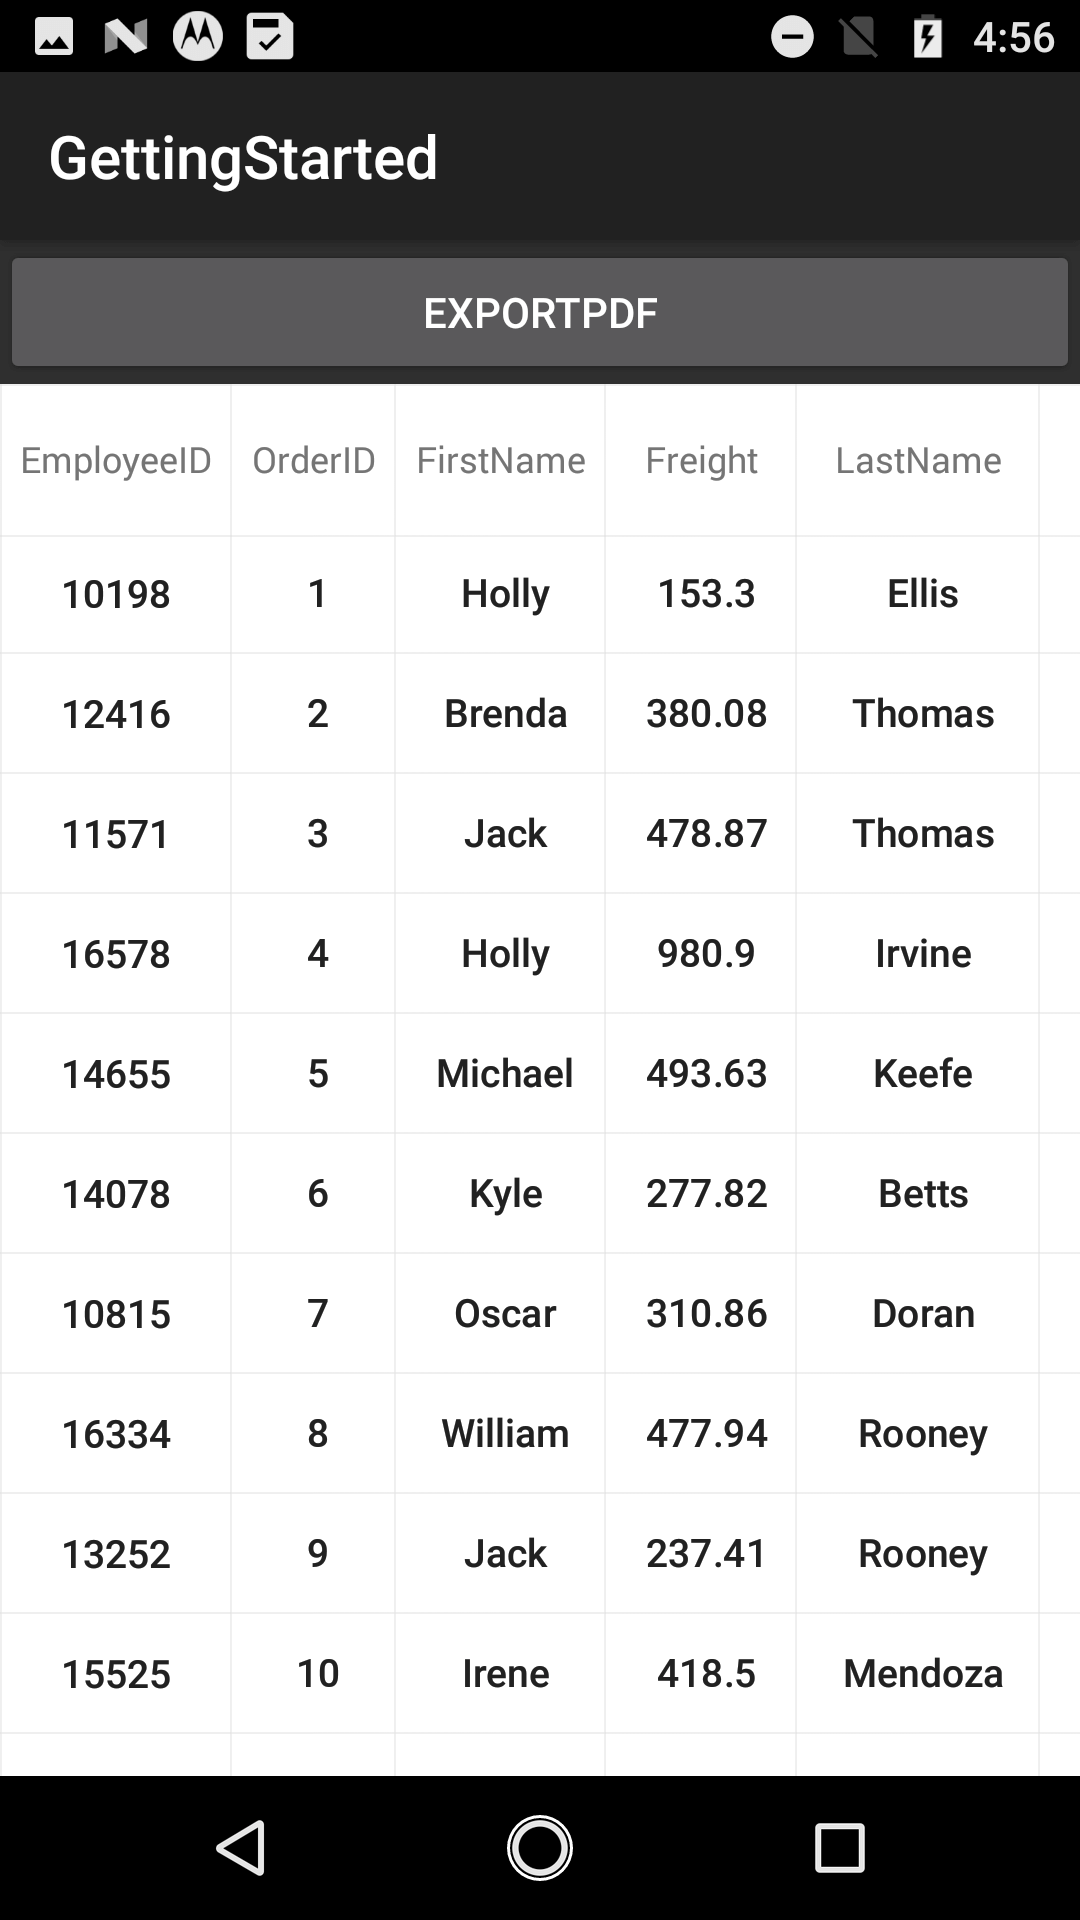 4:56
GettingStarted
EXPORTPDF
EmployeeID OrderID FirstName Freight LastName
10198 1 Holly 153.3 Ellis
12416 2 Brenda 380.08 Thomas
11571 3 Jack 478.87 Thomas
16578 4 Holly 980.9 Irvine
14655 5 Michael 493.63 Keefe
14078 6 Kyle 277.82 Betts
10815 7 Oscar 310.86 Doran
16334 8 William 477.94 Rooney
13252 9 Jack 237.41 Rooney
15525 10 Irene 418.5 Mendoza